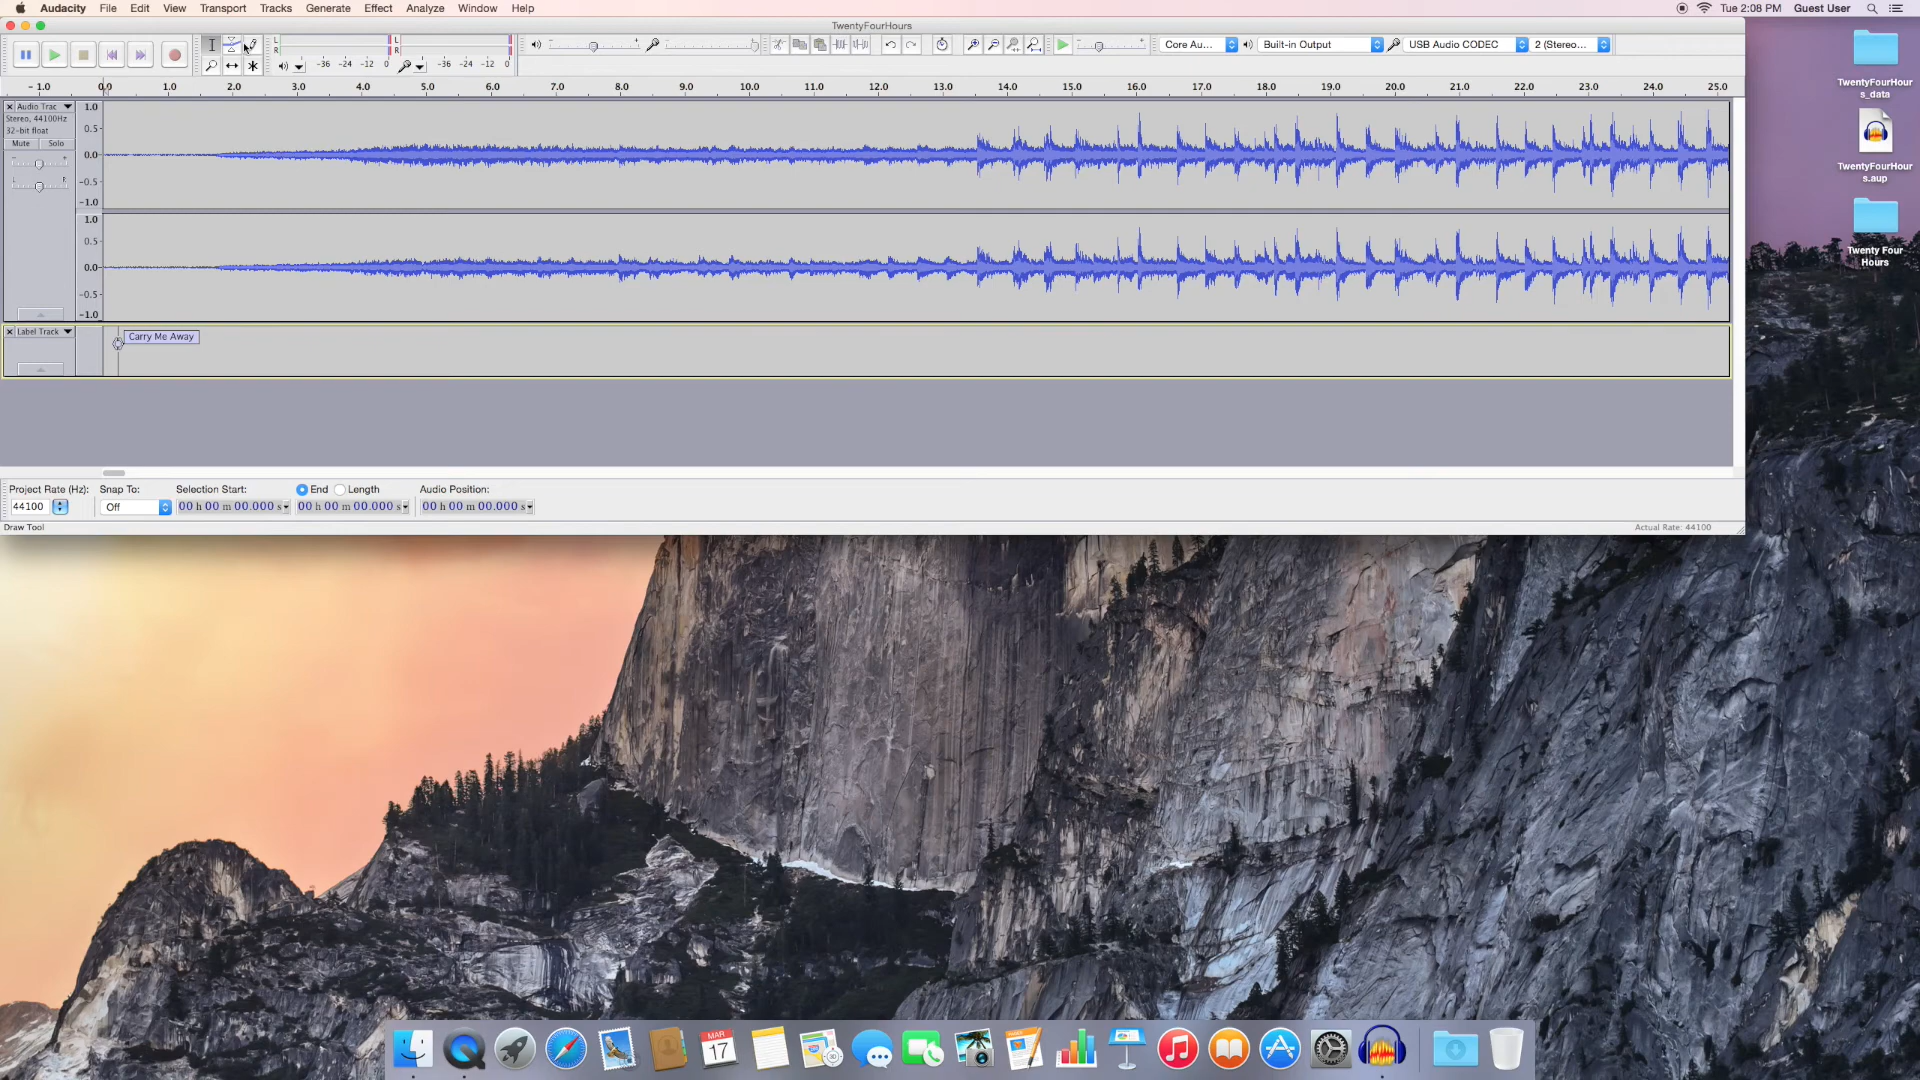 Audacity File Edit View Transport Tracks Generate Effect Analyze Window Help Tue 2:08 PM Guest User
TwentyFourHours
L R L R
-36 -24 -12 0 -36 -24 -12 0
Core Au... Built-in Output USB Audio CODEC 2 (Stereo...
- 1.0 0.0 1.0 2.0 3.0 4.0 5.0 6.0 7.0 8.0 9.0 10.0 11.0 12.0 13.0 14.0 15.0 16.0 17.0 18.0 19.0 20.0 21.0 22.0 23.0 24.0 25.0
Audio Trac
Stereo, 44100Hz
32-bit float
Mute Solo
- +
L R
1.0
0.5-
0.0-
-0.5-
-1.0
1.0
0.5-
0.0-
-0.5-
-1.0
Label Track
Carry Me Away
Project Rate (Hz): Snap To: Selection Start: End Length Audio Position:
44100 Off 00 h 00 m 00.000 s 00 h 00 m 00.000 s 00 h 00 m 00.000 s
Draw Tool Actual Rate: 44100
TwentyFourHour
s_data
TwentyFourHour
s.aup
Twenty Four
Hours
MAR
17